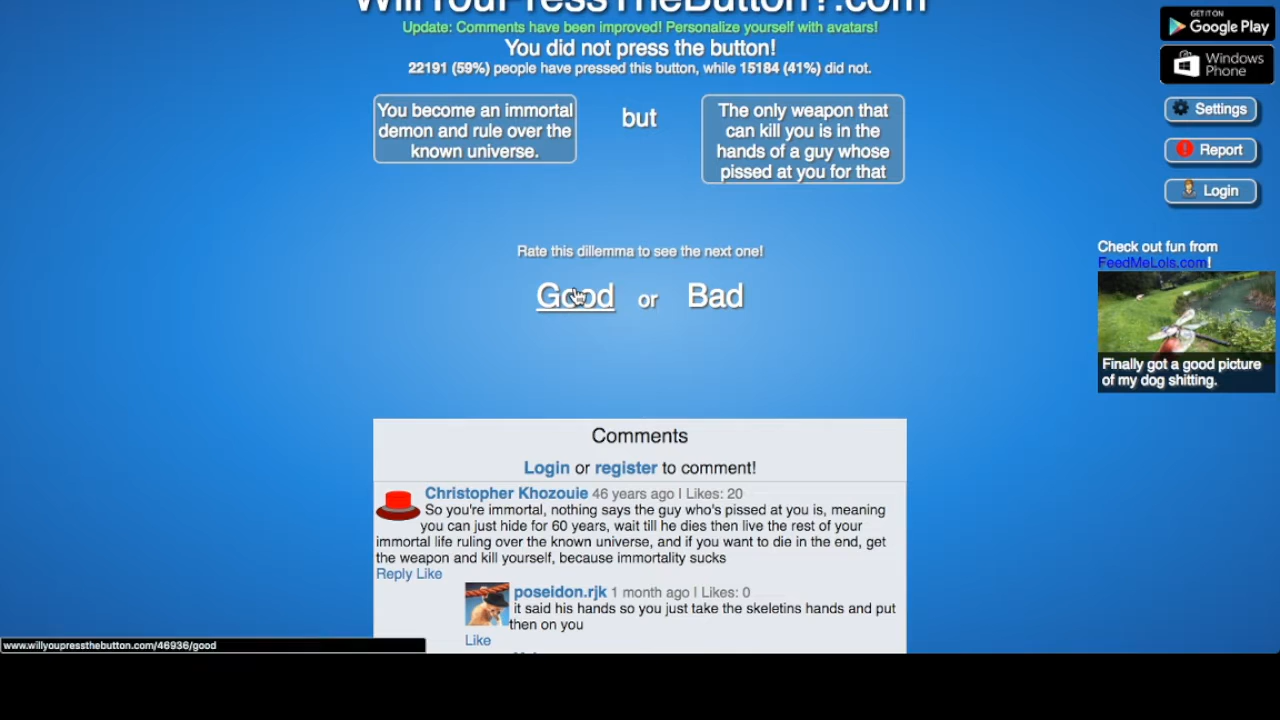 WillYouPressTheButton?.com
Update: Comments have been improved! Personalize yourself with avatars!
You did not press the button!
22191 (59%) people have pressed this button, while 15184 (41%) did not.
You become an immortal
demon and rule over the
known universe.
but
The only weapon that
can kill you is in the
hands of a guy whose
pissed at you for that
Rate this dillemma to see the next one!
Good or Bad
GET IT ON
Google Play
Windows
Phone
Settings
Report
Login
Check out fun from
FeedMeLols.com!
Finally got a good picture
of my dog shitting.
Comments
Login or register to comment!
Christopher Khozouie 46 years ago | Likes: 20
So you're immortal, nothing says the guy who's pissed at you is, meaning
you can just hide for 60 years, wait till he dies then live the rest of your
immortal life ruling over the known universe, and if you want to die in the end, get
the weapon and kill yourself, because immortality sucks
Reply Like
poseidon.rjk 1 month ago | Likes: 0
it said his hands so you just take the skeletins hands and put
then on you
Like
www.willyoupressthebutton.com/46936/good